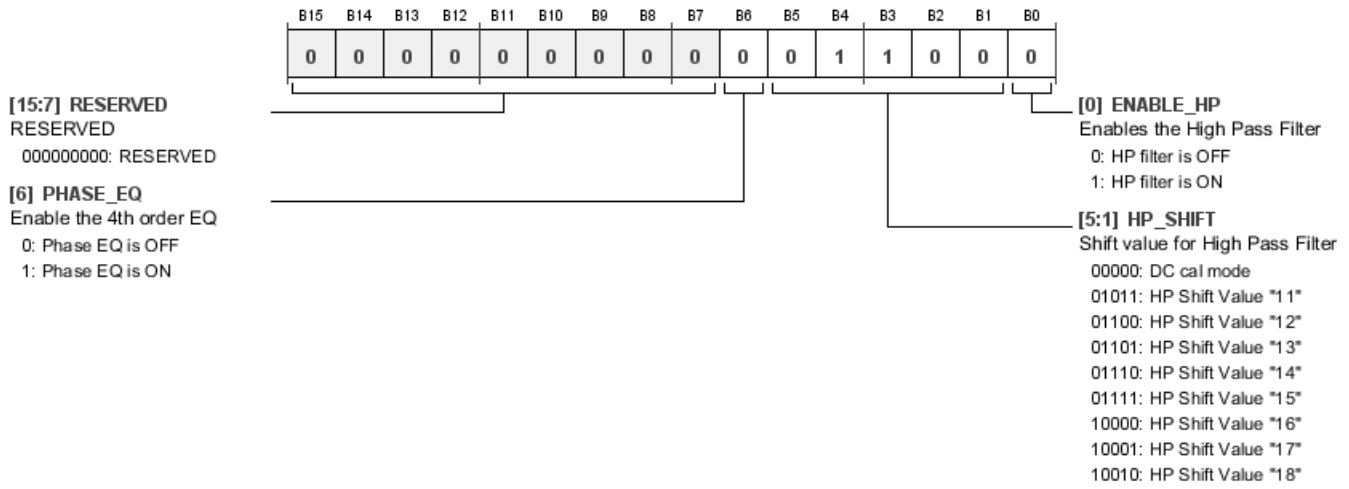 B15 B14 B13 B12 B11 B10 B9 B8 B7 B6 B5 B4 B3 B2 B1 B0
0 0 0 0 0 0 0 0 0 0 0 1 1 0 0 0
[15:7] RESERVED
RESERVED
000000000: RESERVED
[6] PHASE_EQ
Enable the 4th order EQ
0: Phase EQ is OFF
1: Phase EQ is ON
[0] ENABLE_HP
Enables the High Pass Filter
0: HP filter is OFF
1: HP filter is ON
[5:1] HP_SHIFT
Shift value for High Pass Filter
00000: DC cal mode
01011: HP Shift Value "11"
01100: HP Shift Value "12"
01101: HP Shift Value "13"
01110: HP Shift Value "14"
01111: HP Shift Value "15"
10000: HP Shift Value "16"
10001: HP Shift Value "17"
10010: HP Shift Value "18"